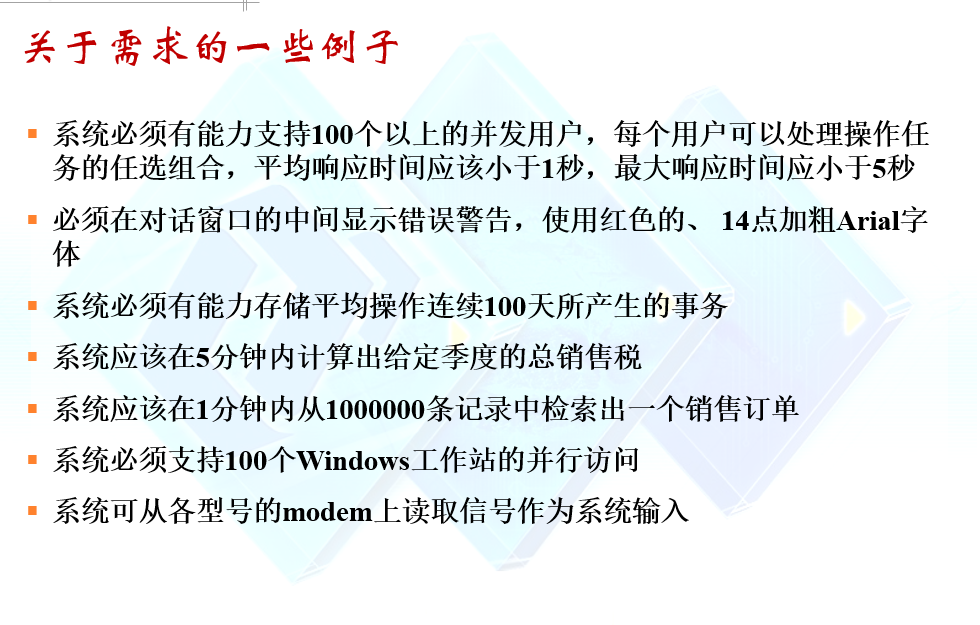 关于需求的一些例子
系统必须有能力支持100个以上的并发用户，每个用户可以处理操作任
务的任选组合，平均响应时间应该小于1秒，最大响应时间应小于5秒
必须在对话窗口的中间显示错误警告，使用红色的、 14点加粗Arial字
体
系统必须有能力存储平均操作连续100天所产生的事务
系统应该在5分钟内计算出给定季度的总销售税
系统应该在1分钟内从1000000条记录中检索出一个销售订单
系统必须支持100个Windows工作站的并行访问
系统可从各型号的modem上读取信号作为系统输入